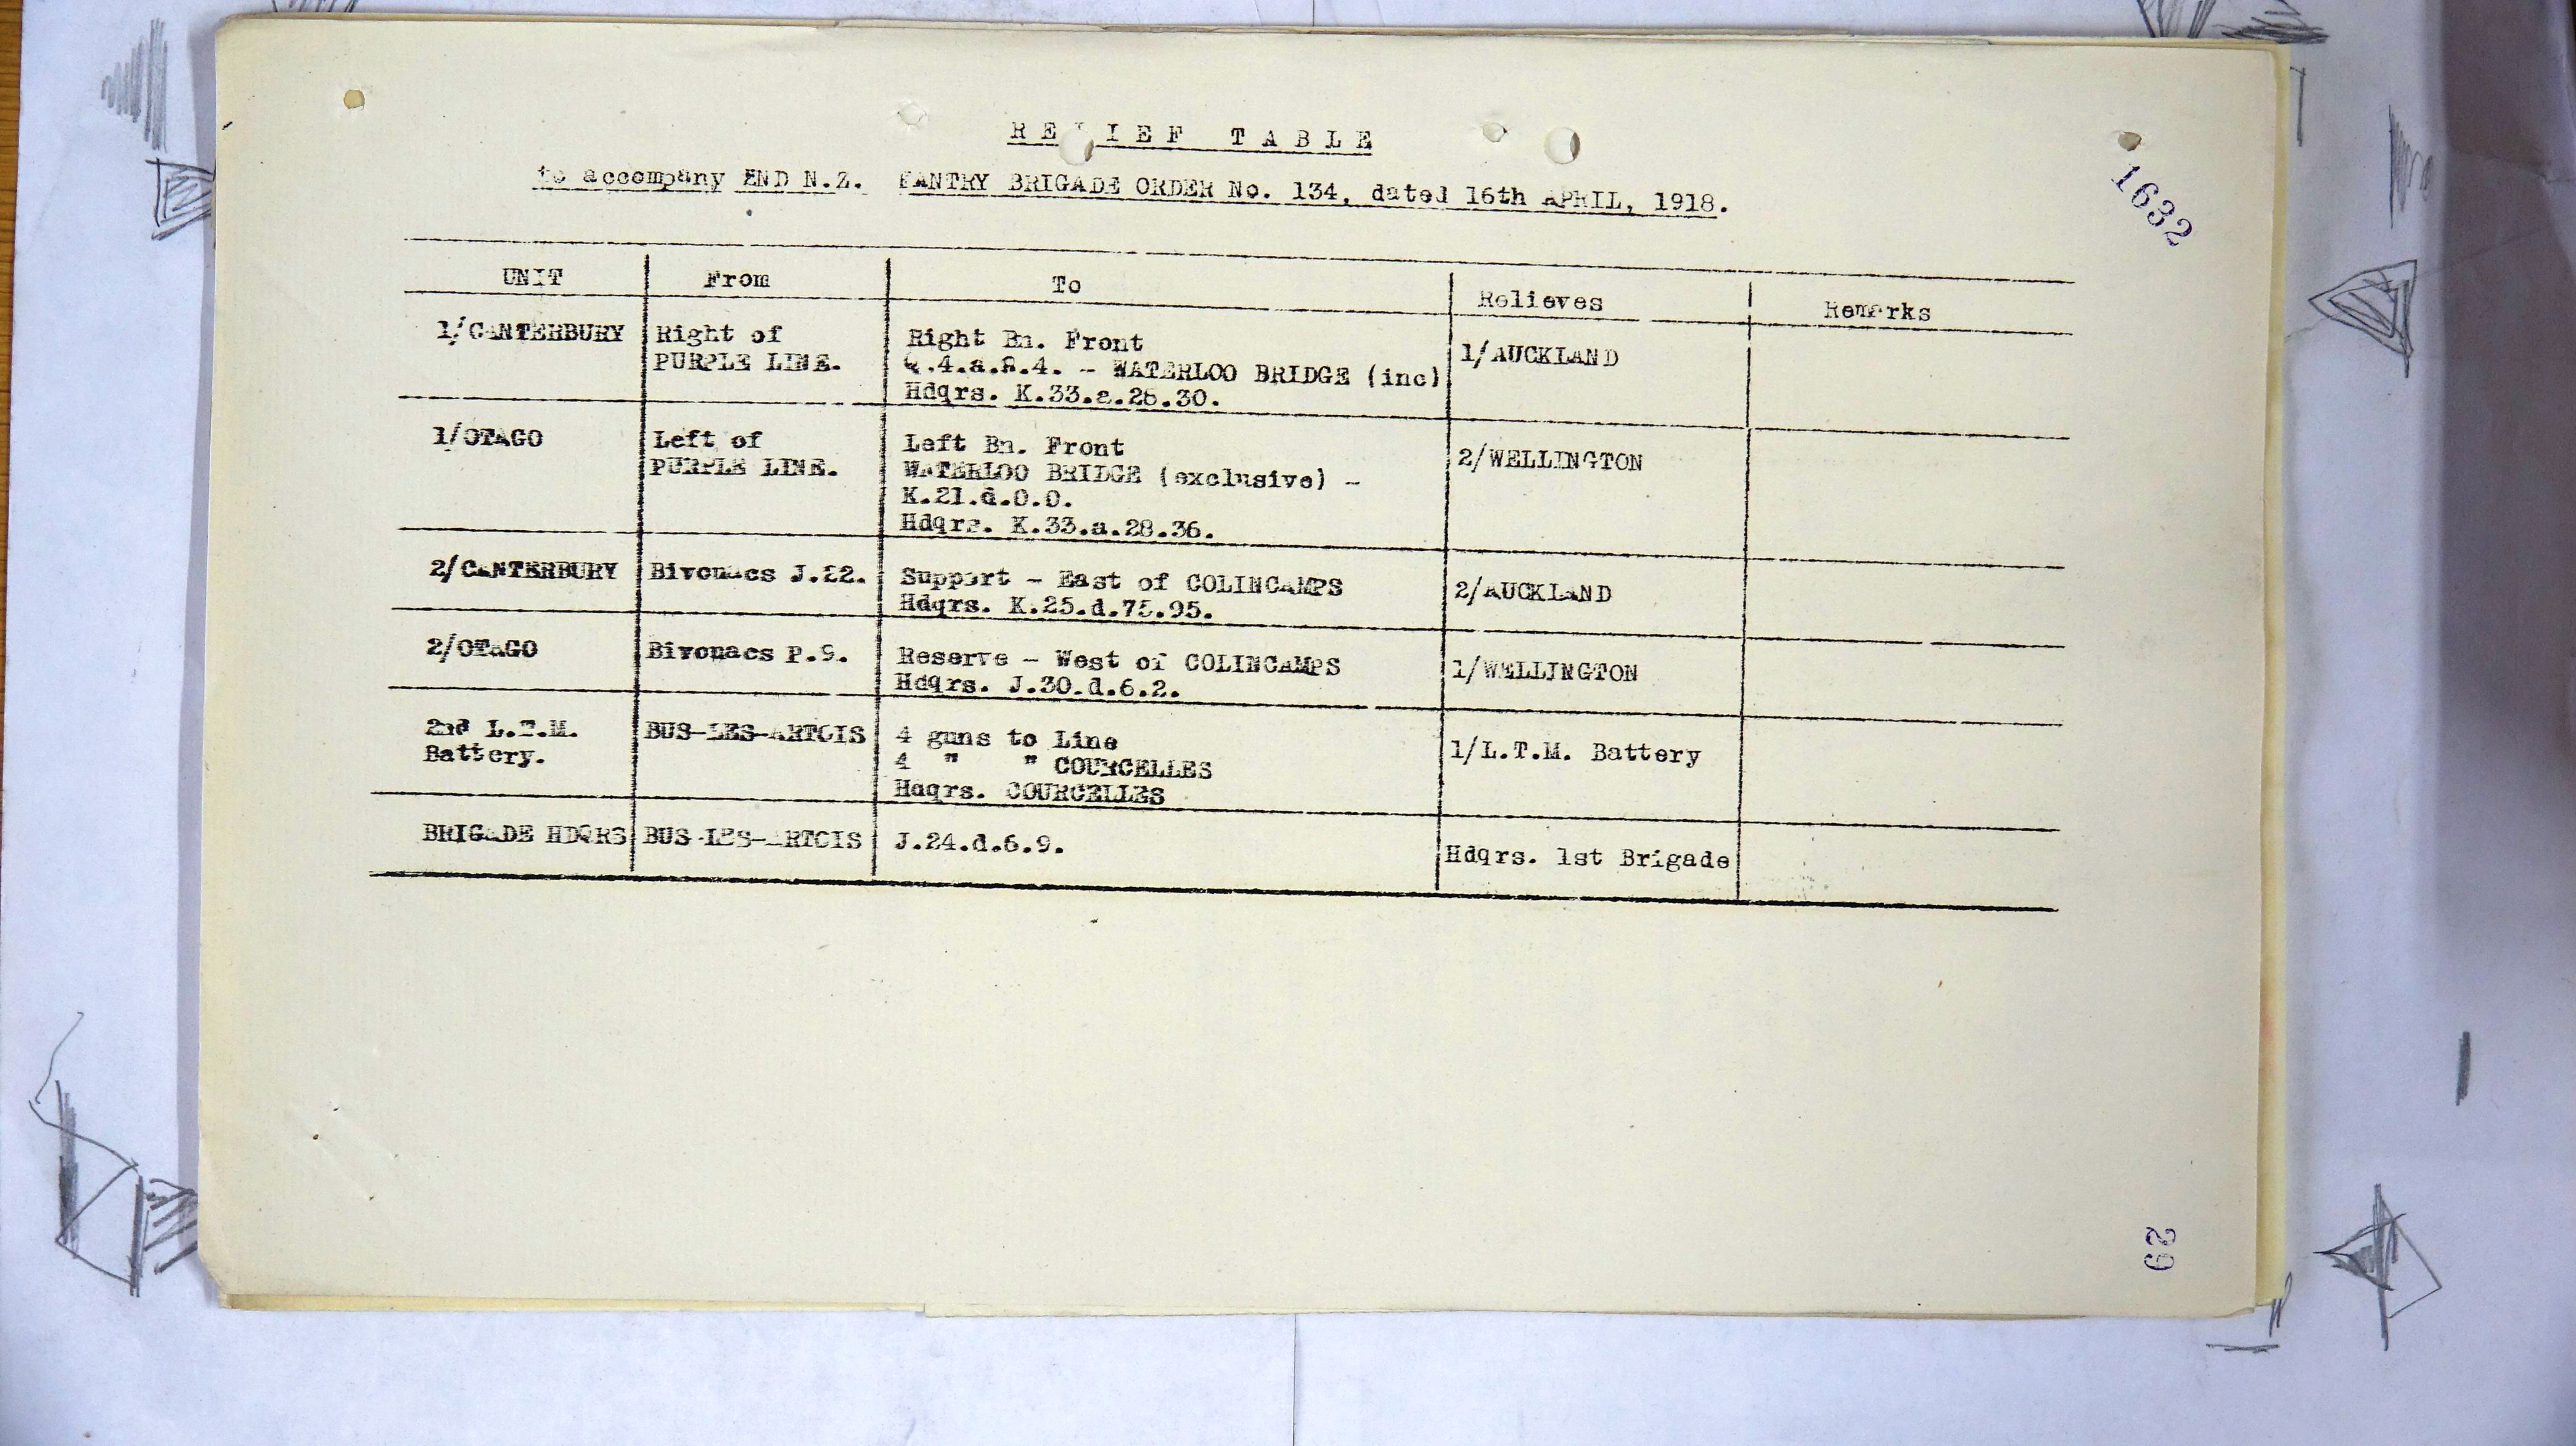 RELIEF TABLE
to accompany 2ND N.Z. FANTRY BRIGADE ORDER No. 134, dated 16th APRIL, 1918.
1632
UNIT From To Relieves Remarks
1/CANTERBURY Right of Right Bn. Front 1/AUCKLAND
PURPLE LINE. Q.4.a.8.4. - WATERLOO BRIDGE (inc)
Hdqrs. K.33.a.28.30.
1/OTAGO Left of Left Bn. Front 2/WELLINGTON
PURPLE LINE. WATERLOO BRIDGE (exclusive) -
K.21.d.0.0.
Hdqrs. K.33.a.28.36.
2/CANTERBURY Bivouacs J.22. Support - East of COLINCAMPS 2/AUCKLAND
Hdqrs. K.25.d.75.95.
2/OTAGO Bivouacs P.9. Reserve - West of COLINCAMPS 1/WELLINGTON
Hdqrs. J.30.d.6.2.
2nd L.T.M. BUS-LES-ARTOIS 4 guns to Line 1/L.T.M. Battery
Battery. 4 " " COURCELLES
Hdqrs. COURCELLES
BRIGADE HDQRS BUS-LES-ARTOIS J.24.d.6.9. Hdqrs. 1st Brigade
29